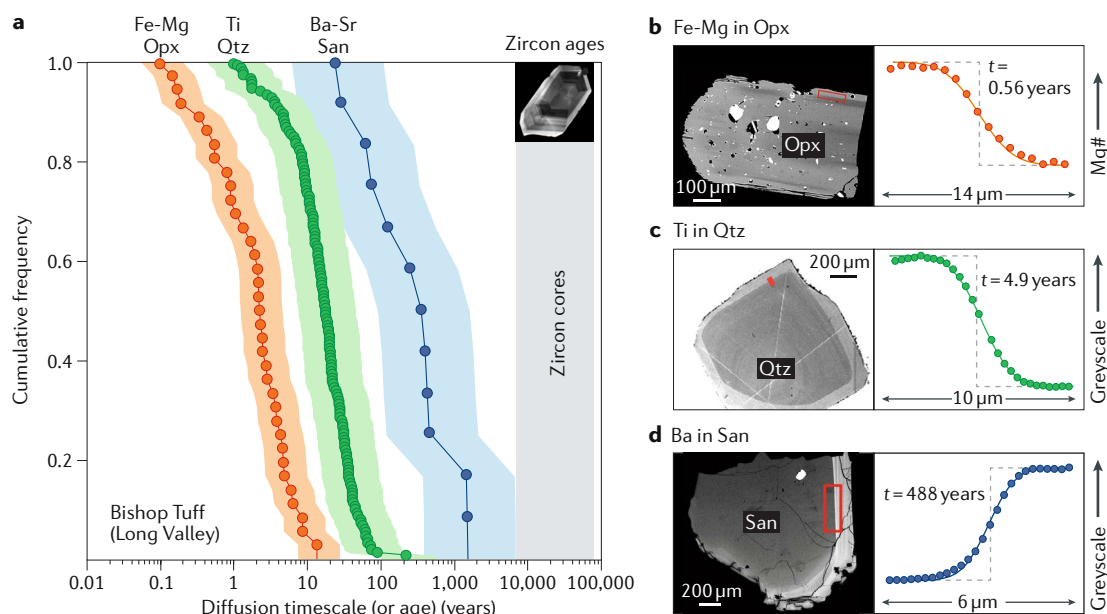 a
Fe-Mg
Opx
Ti
Qtz
Ba-Sr
San
Zircon ages
Cumulative frequency
1.0
0.8
0.6
0.4
0.2
Zircon cores
Bishop Tuff
(Long Valley)
0.01 0.1 1 10 100 1,000 10,000 100,000
Diffusion timescale (or age) (years)
b Fe-Mg in Opx
Opx
100 µm
t =
0.56 years
14 µm
Mg#
c Ti in Qtz
200 µm
Qtz
t = 4.9 years
10 µm
Greyscale
d Ba in San
San
200 µm
t = 488 years
6 µm
Greyscale